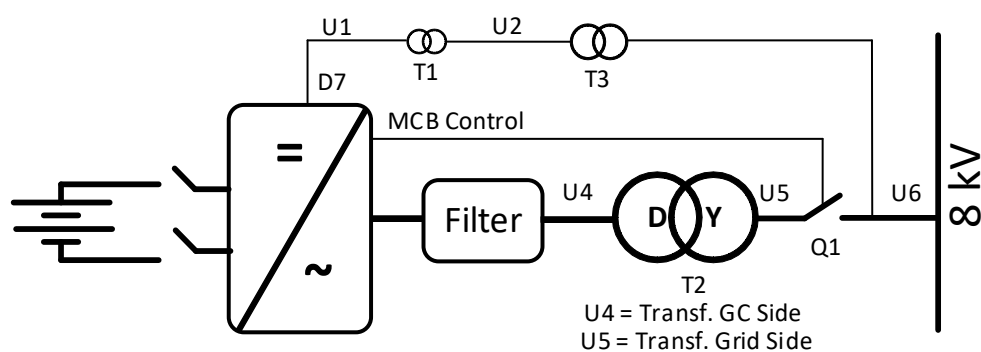 U1
U2
T1
T3
D7
MCB Control
=
~
Filter
U4
D
Y
U5
U6
Q1
T2
U4 = Transf. GC Side
U5 = Transf. Grid Side
8 kV